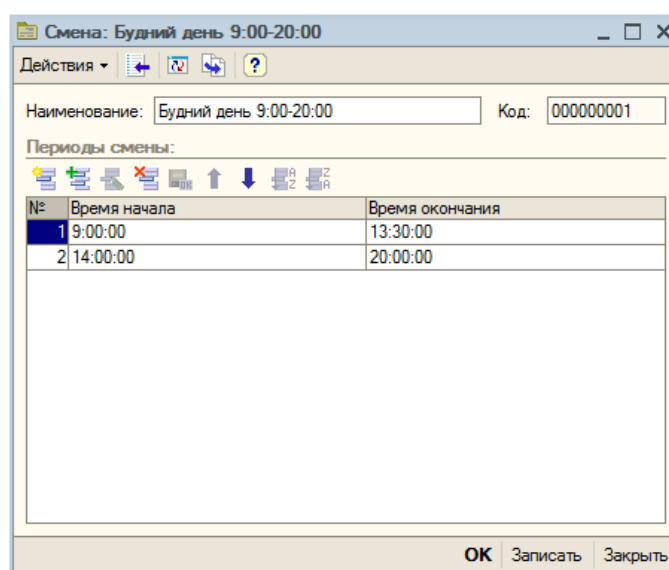 Смена: Будний день 9:00-20:00
Действия
Наименование: Будний день 9:00-20:00 Код: 000000001
Периоды смены:
№ Время начала Время окончания
1 9:00:00 13:30:00
2 14:00:00 20:00:00
OK Записать Закрыть